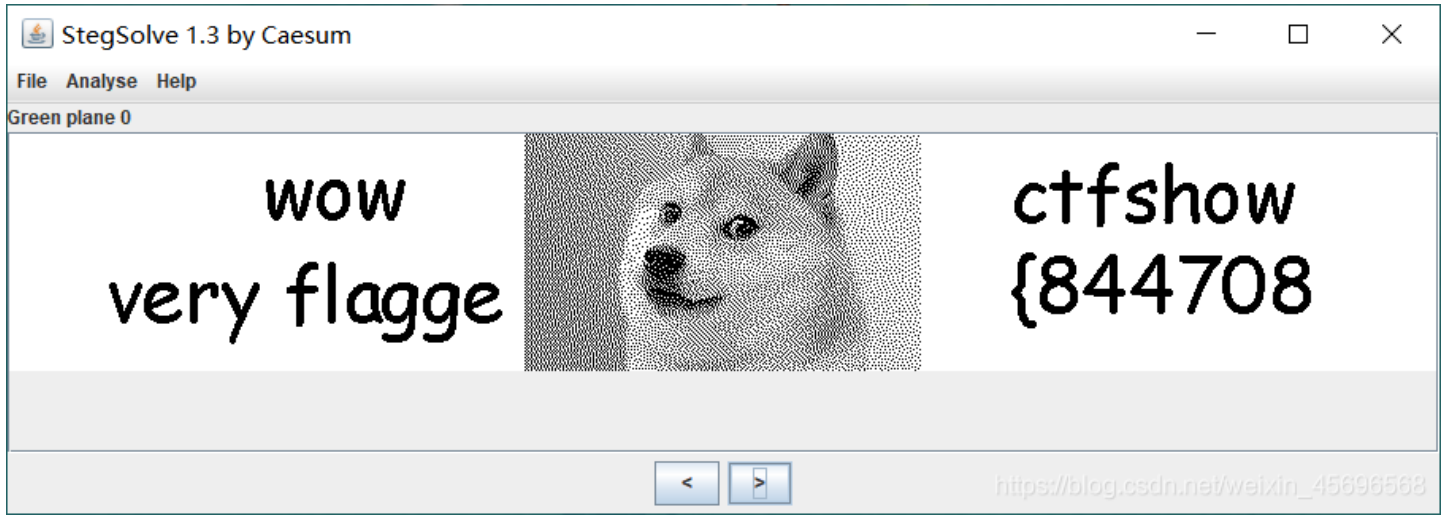 StegSolve 1.3 by Caesum
File Analyse Help
Green plane 0
wow
very flagge
ctfshow
{844708
< >
https://blog.csdn.net/weixin_45696568